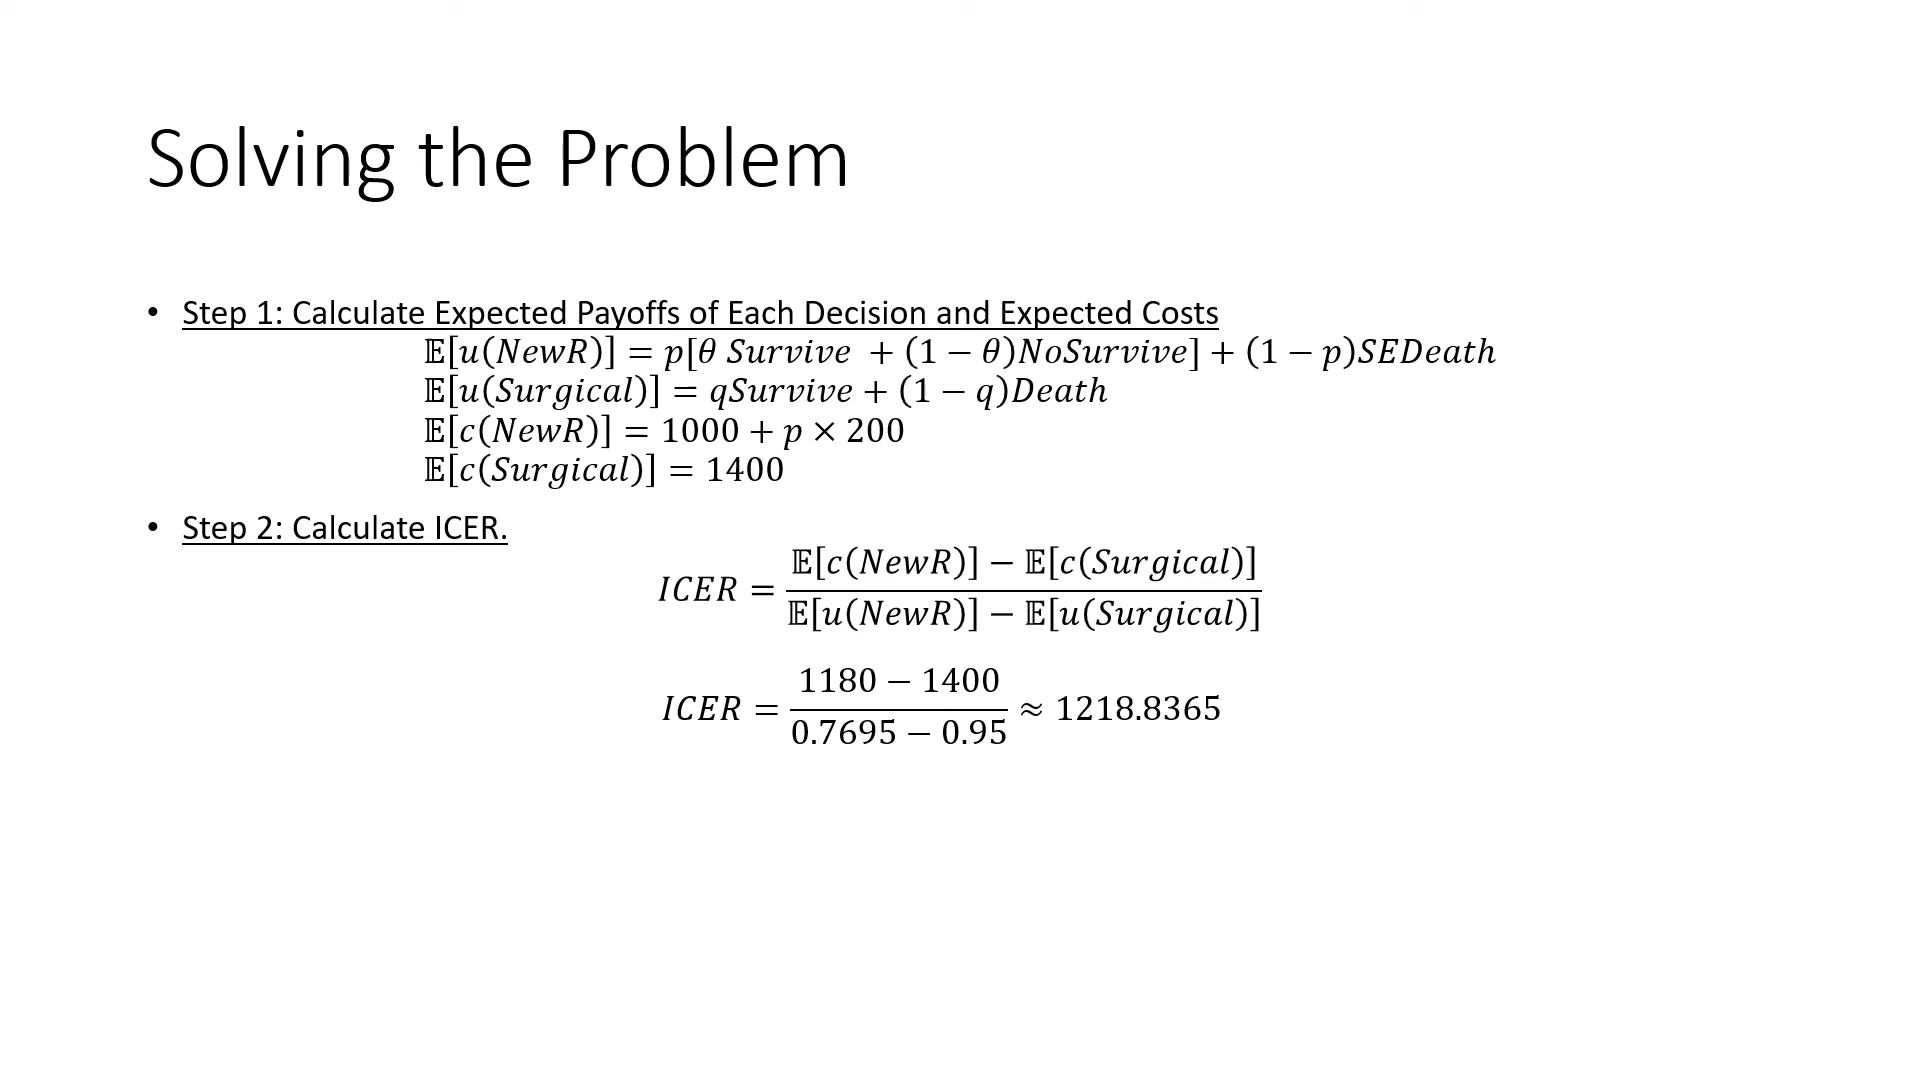 Solving the Problem
• Step 1: Calculate Expected Payoffs of Each Decision and Expected Costs
𝔼[u(NewR)] = p[θ Survive + (1 − θ)NoSurvive] + (1 − p)SEDeath
𝔼[u(Surgical)] = qSurvive + (1 − q)Death
𝔼[c(NewR)] = 1000 + p × 200
𝔼[c(Surgical)] = 1400
• Step 2: Calculate ICER.
𝔼[c(NewR)] − 𝔼[c(Surgical)]
ICER =
𝔼[u(NewR)] − 𝔼[u(Surgical)]
1180 − 1400
ICER = ≈ 1218.8365
0.7695 − 0.95